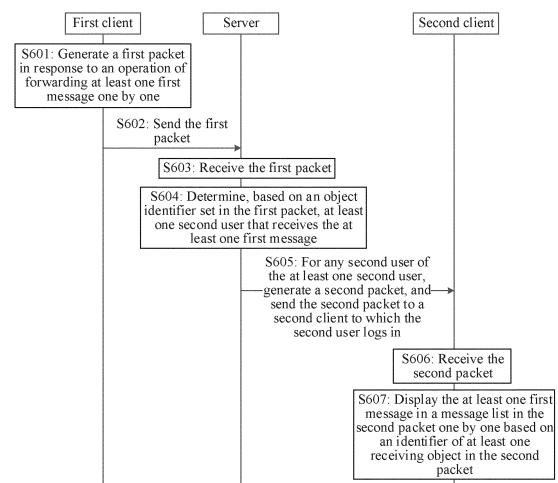 First client
Server
Second client
S601: Generate a first packet
in response to an operation of
forwarding at least one first
message one by one
S602: Send the first
packet
S603: Receive the first packet
S604: Determine, based on an object
identifier set in the first packet, at least
one second user that receives the at
least one first message
S605: For any second user of
the at least one second user,
generate a second packet, and
send the second packet to a
second client to which the
second user logs in
S606: Receive the
second packet
S607: Display the at least one first
message in a message list in the
second packet one by one based on
an identifier of at least one
receiving object in the second
packet